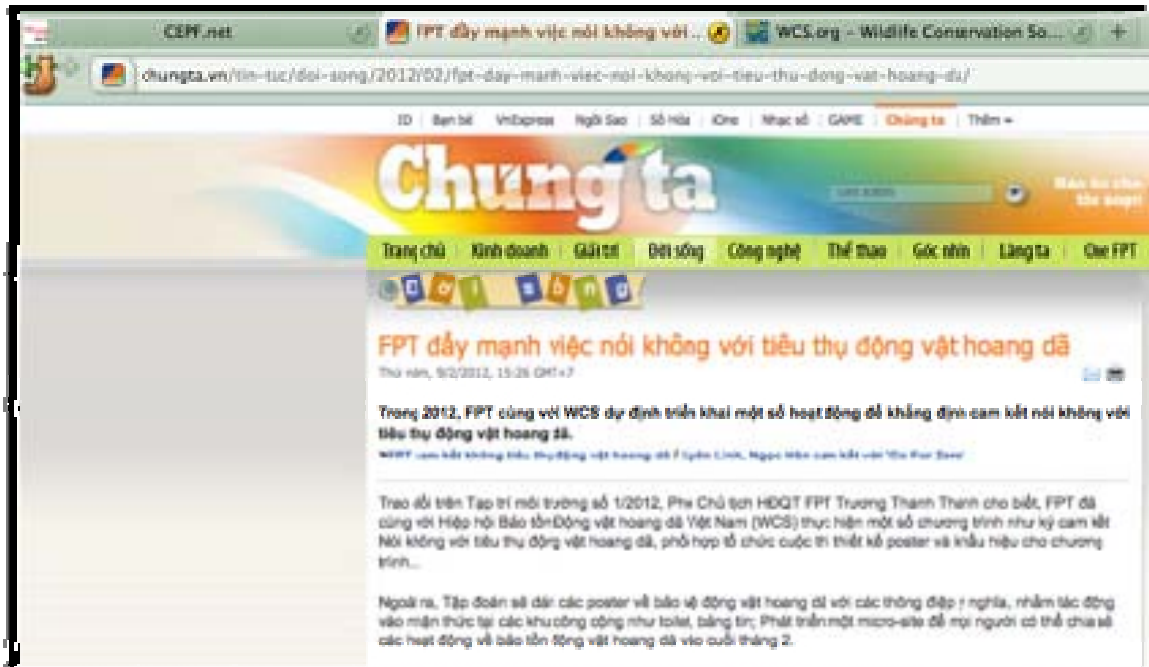 CEPF.net FPT đẩy mạnh việc nói không với ... WCS.org - Wildlife Conservation So...
chungta.vn/tin-tuc/doi-song/2012/02/fpt-day-manh-viec-noi-khong-voi-tieu-thu-dong-vat-hoang-da/
ID Bạn bè VnExpress Ngôi Sao Số Hóa iOne Nhạc số GAME Chúng ta Thêm
Chúng ta
Trang chủ Kinh doanh Giải trí Đời sống Công nghệ Thể thao Góc nhìn Làng ta One FPT
Đời sống
FPT đẩy mạnh việc nói không với tiêu thụ động vật hoang dã
Thứ năm, 9/2/2012, 15:26 GMT+7
Trong 2012, FPT cùng với WCS dự định triển khai một số hoạt động để khẳng định cam kết nói không với
tiêu thụ động vật hoang dã.
FPT cam kết không tiêu thụ động vật hoang dã /
Trao đổi trên Tạp trí môi trường số 1/2012, Phó Chủ tịch HĐQT FPT Trương Thanh Thanh cho biết, FPT đã
cùng với Hiệp hội Bảo tồn Động vật hoang dã Việt Nam (WCS) thực hiện một số chương trình như ký cam kết
Nói không với tiêu thụ động vật hoang dã, phối hợp tổ chức cuộc thi thiết kế poster và khẩu hiệu cho chương
trình...
Ngoài ra, Tập đoàn sẽ dán các poster về bảo vệ động vật hoang dã với các thông điệp ý nghĩa, nhằm tác động
vào nhận thức tại các khu công cộng như toilet, bảng tin; Phát triển một micro-site để mọi người có thể chia sẻ
các hoạt động về bảo tồn động vật hoang dã vào cuối tháng 2.